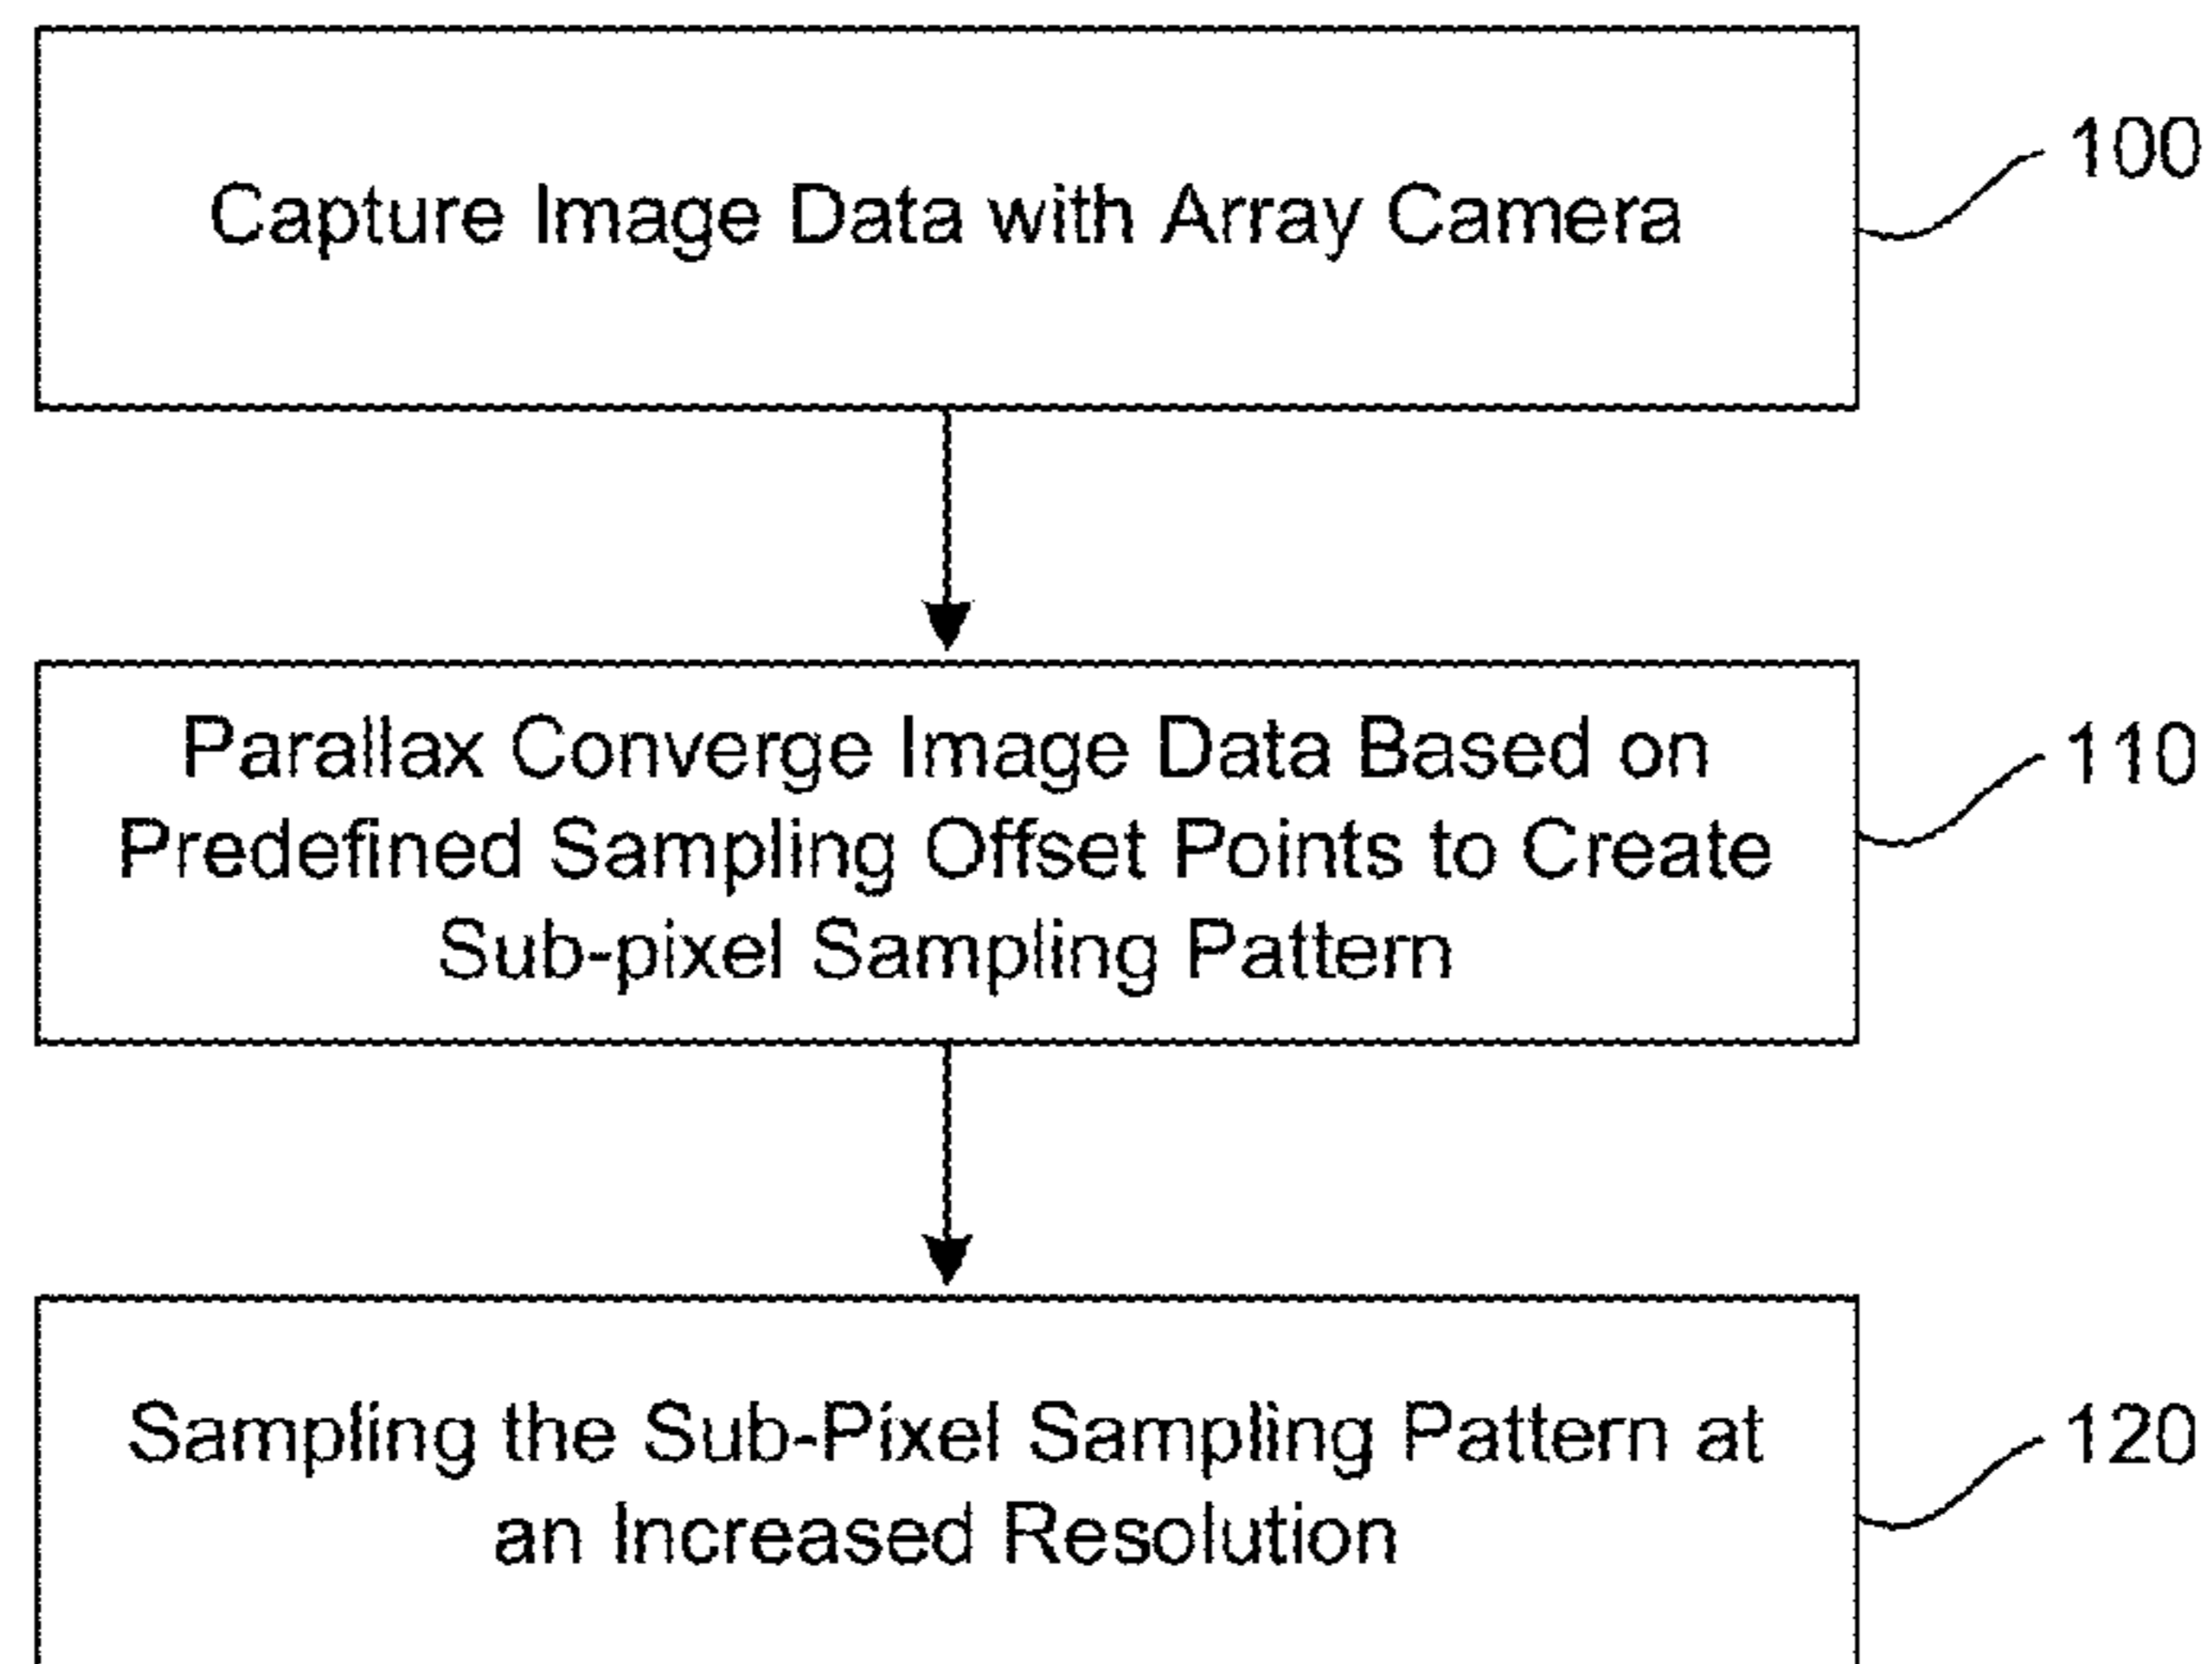 Capture Image Data with Array Camera
100
Parallax Converge Image Data Based on
Predefined Sampling Offset Points to Create
Sub-pixel Sampling Pattern
110
Sampling the Sub-Pixel Sampling Pattern at
an Increased Resolution
120